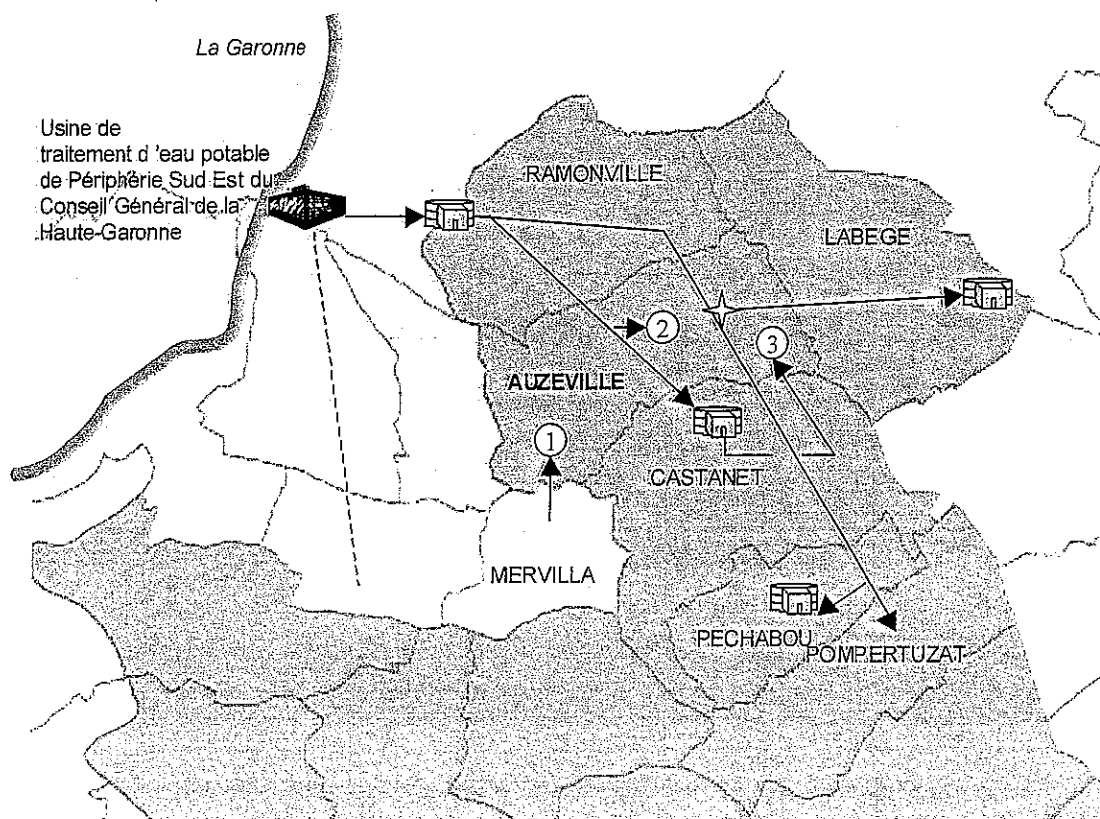 La Garonne
Usine de
traitement d 'eau potable
de Périphérie Sud Est du
Conseil Général de la
Haute-Garonne
RAMONVILLE
LABEGE
2
3
AUZEVILLE
1
CASTANET
MERVILLA
PECHABOU
POMPERTUZAT